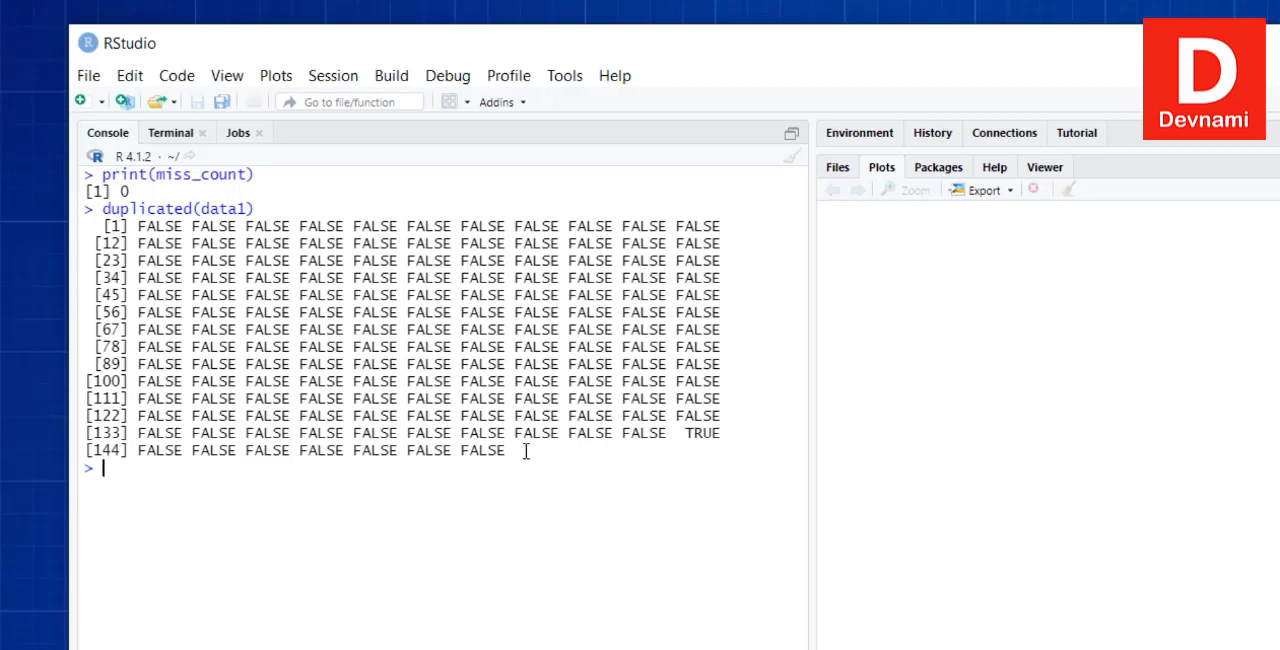 RStudio
D
Devnami
File Edit Code View Plots Session Build Debug Profile Tools Help
Go to file/function Addins
Console Terminal Jobs
Environment History Connections Tutorial
R 4.1.2 · ~/
Files Plots Packages Help Viewer
Zoom Export
> print(miss_count)
[1] 0
> duplicated(data1)
[1] FALSE FALSE FALSE FALSE FALSE FALSE FALSE FALSE FALSE FALSE FALSE
[12] FALSE FALSE FALSE FALSE FALSE FALSE FALSE FALSE FALSE FALSE FALSE
[23] FALSE FALSE FALSE FALSE FALSE FALSE FALSE FALSE FALSE FALSE FALSE
[34] FALSE FALSE FALSE FALSE FALSE FALSE FALSE FALSE FALSE FALSE FALSE
[45] FALSE FALSE FALSE FALSE FALSE FALSE FALSE FALSE FALSE FALSE FALSE
[56] FALSE FALSE FALSE FALSE FALSE FALSE FALSE FALSE FALSE FALSE FALSE
[67] FALSE FALSE FALSE FALSE FALSE FALSE FALSE FALSE FALSE FALSE FALSE
[78] FALSE FALSE FALSE FALSE FALSE FALSE FALSE FALSE FALSE FALSE FALSE
[89] FALSE FALSE FALSE FALSE FALSE FALSE FALSE FALSE FALSE FALSE FALSE
[100] FALSE FALSE FALSE FALSE FALSE FALSE FALSE FALSE FALSE FALSE FALSE
[111] FALSE FALSE FALSE FALSE FALSE FALSE FALSE FALSE FALSE FALSE FALSE
[122] FALSE FALSE FALSE FALSE FALSE FALSE FALSE FALSE FALSE FALSE FALSE
[133] FALSE FALSE FALSE FALSE FALSE FALSE FALSE FALSE FALSE FALSE TRUE
[144] FALSE FALSE FALSE FALSE FALSE FALSE FALSE
>